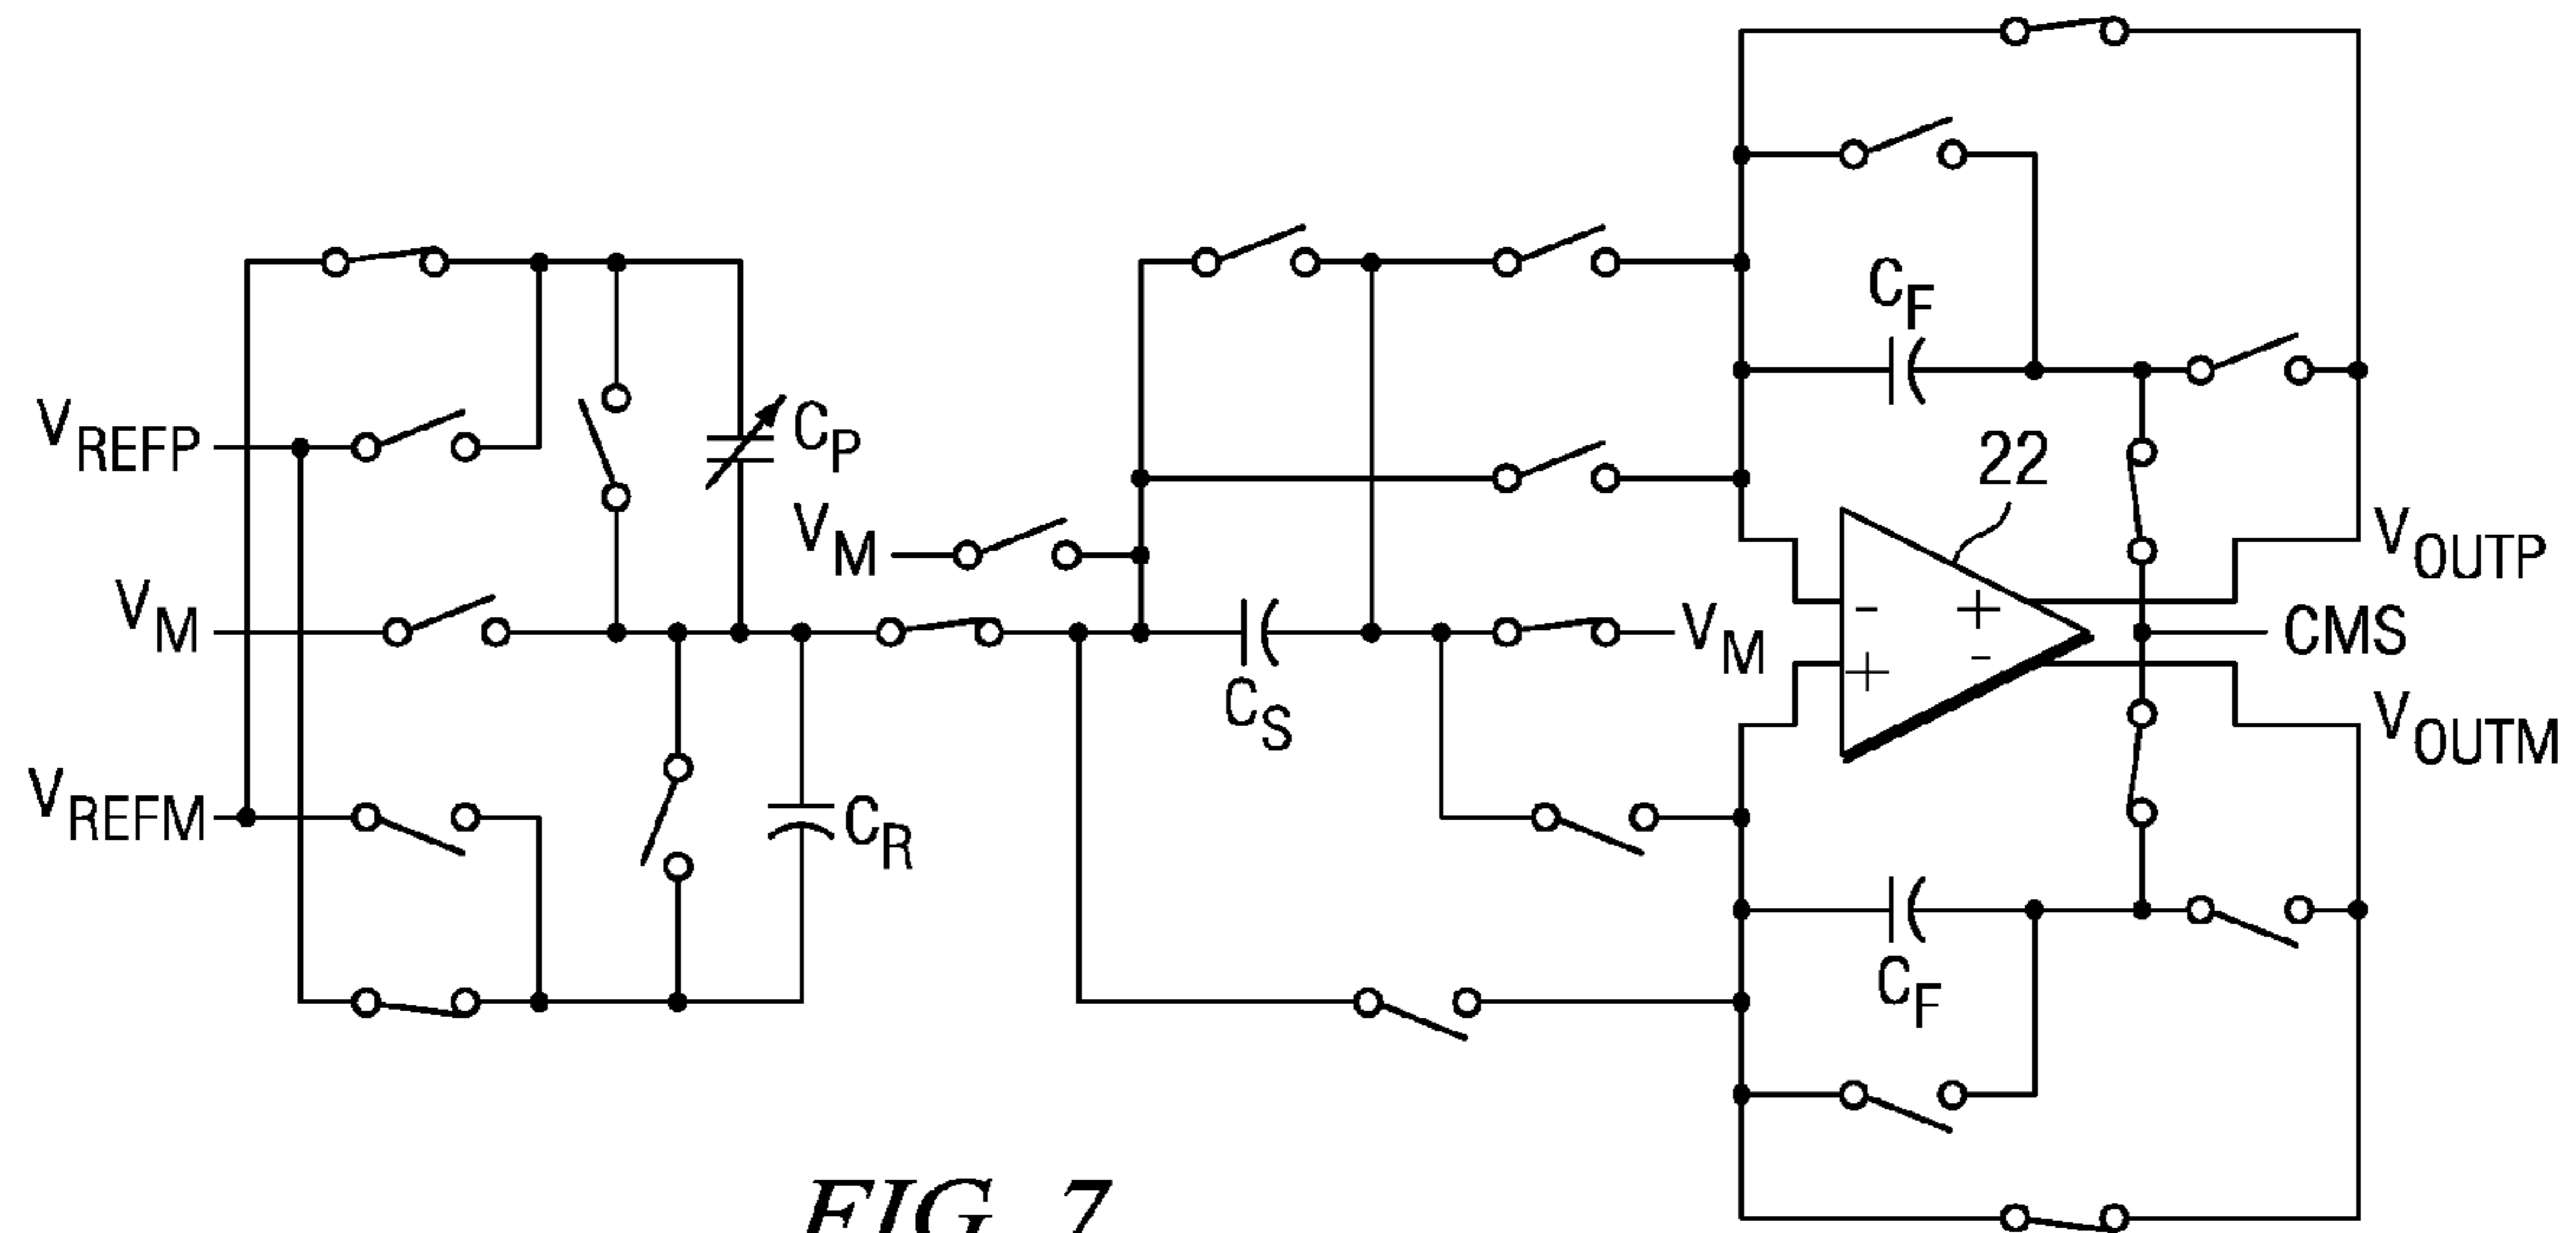 C_F
V_REFP
C_P
22
V_M
V_OUTP
V_M
V_M
- +
CMS
+ -
C_S
V_OUTM
V_REFM
C_R
C_F
FIG. 7